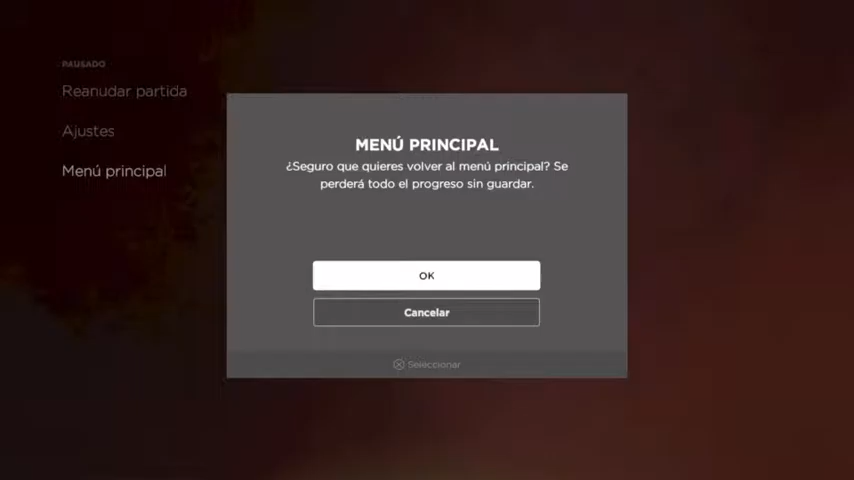 PAUSADO
Reanudar partida
Ajustes
Menú principal
MENÚ PRINCIPAL
¿Seguro que quieres volver al menú principal? Se
perderá todo el progreso sin guardar.
OK
Cancelar
Seleccionar